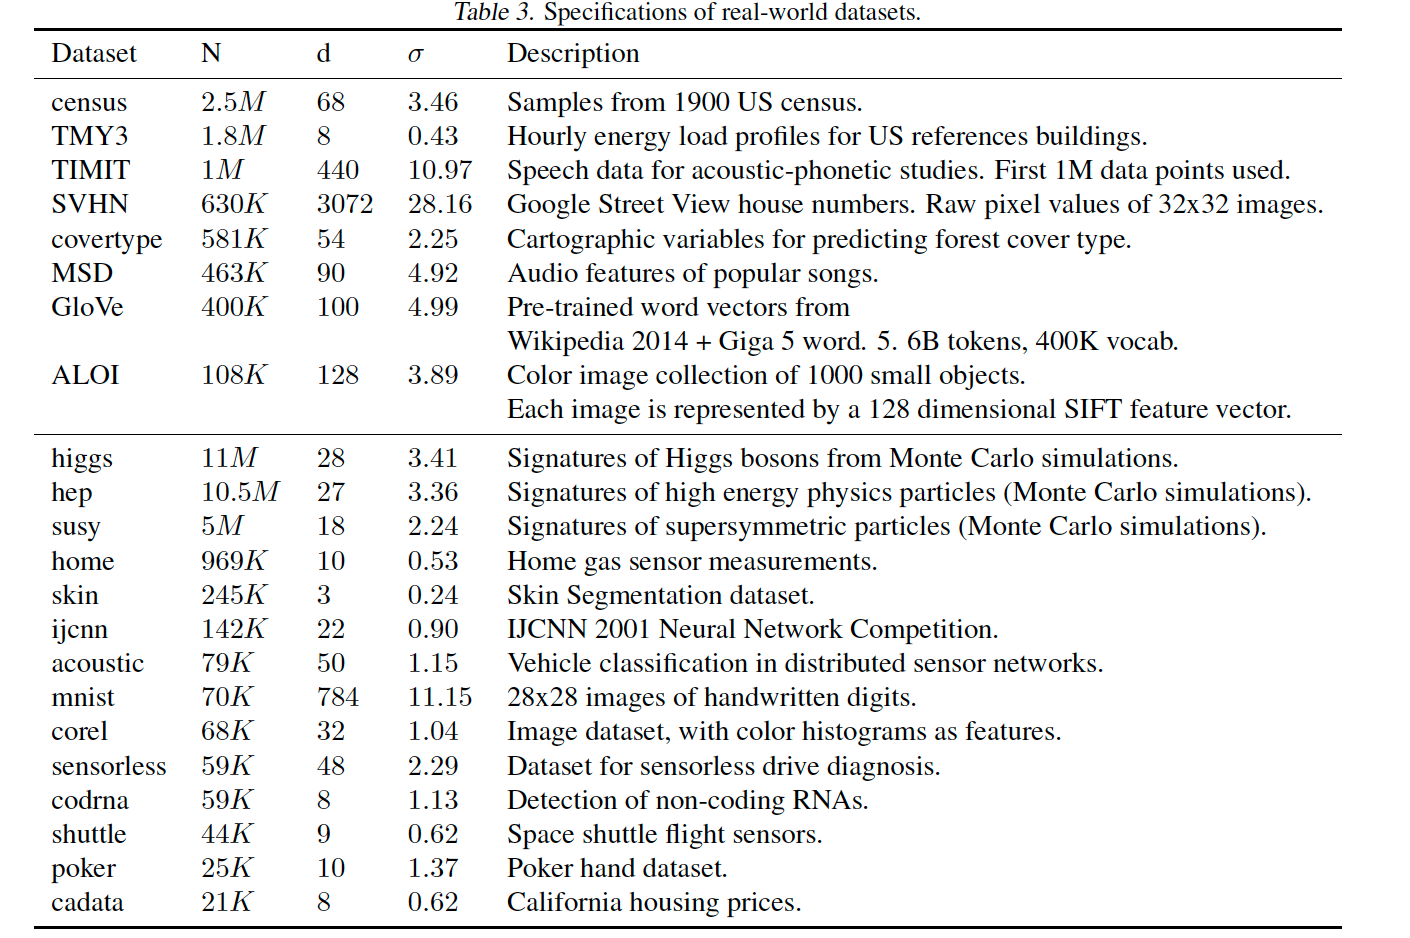 Table 3. Specifications of real-world datasets.
Dataset N d σ Description
census 2.5M 68 3.46 Samples from 1900 US census.
TMY3 1.8M 8 0.43 Hourly energy load profiles for US references buildings.
TIMIT 1M 440 10.97 Speech data for acoustic-phonetic studies. First 1M data points used.
SVHN 630K 3072 28.16 Google Street View house numbers. Raw pixel values of 32x32 images.
covertype 581K 54 2.25 Cartographic variables for predicting forest cover type.
MSD 463K 90 4.92 Audio features of popular songs.
GloVe 400K 100 4.99 Pre-trained word vectors from
Wikipedia 2014 + Giga 5 word. 5. 6B tokens, 400K vocab.
ALOI 108K 128 3.89 Color image collection of 1000 small objects.
Each image is represented by a 128 dimensional SIFT feature vector.
higgs 11M 28 3.41 Signatures of Higgs bosons from Monte Carlo simulations.
hep 10.5M 27 3.36 Signatures of high energy physics particles (Monte Carlo simulations).
susy 5M 18 2.24 Signatures of supersymmetric particles (Monte Carlo simulations).
home 969K 10 0.53 Home gas sensor measurements.
skin 245K 3 0.24 Skin Segmentation dataset.
ijcnn 142K 22 0.90 IJCNN 2001 Neural Network Competition.
acoustic 79K 50 1.15 Vehicle classification in distributed sensor networks.
mnist 70K 784 11.15 28x28 images of handwritten digits.
corel 68K 32 1.04 Image dataset, with color histograms as features.
sensorless 59K 48 2.29 Dataset for sensorless drive diagnosis.
codrna 59K 8 1.13 Detection of non-coding RNAs.
shuttle 44K 9 0.62 Space shuttle flight sensors.
poker 25K 10 1.37 Poker hand dataset.
cadata 21K 8 0.62 California housing prices.